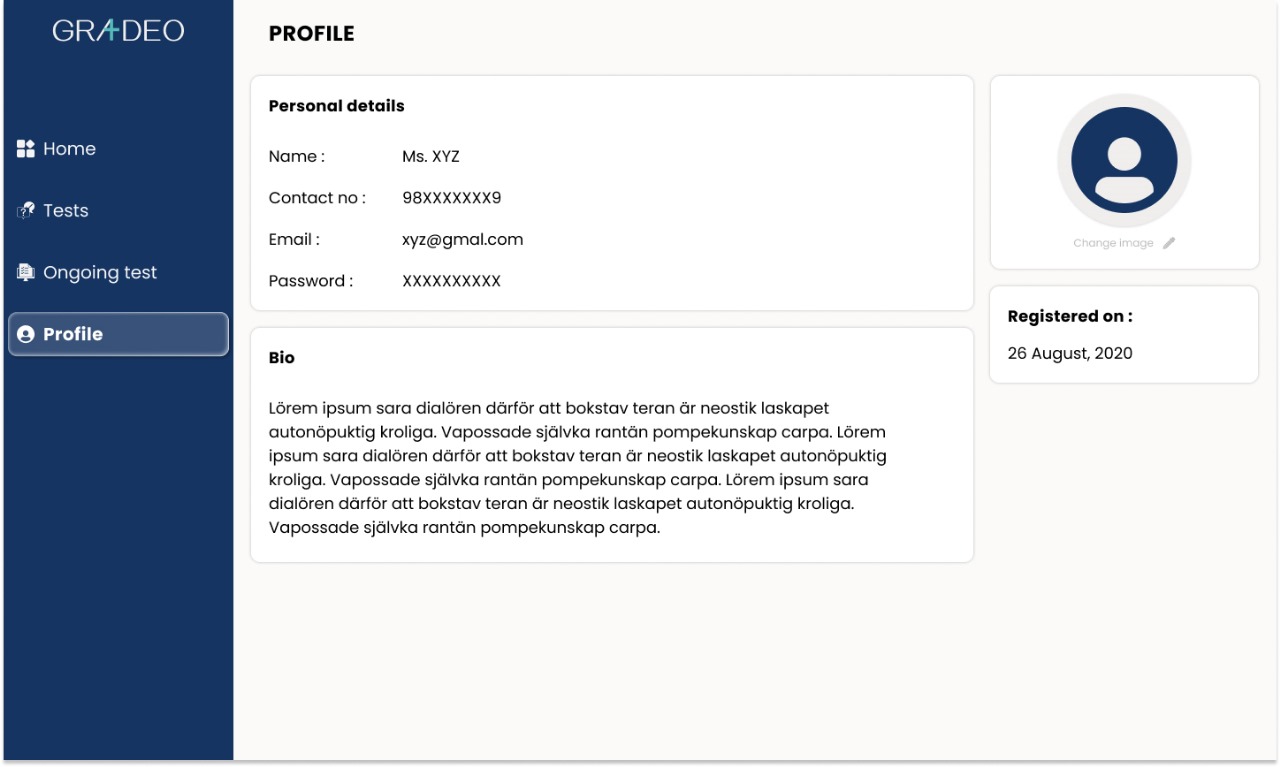 GRADEO
Home
Tests
Ongoing test
Profile
PROFILE
Personal details
Name : Ms. XYZ
Contact no : 98XXXXXXX9
Email : xyz@gmal.com
Password : XXXXXXXXXX
Bio
Lörem ipsum sara dialören därför att bokstav teran är neostik laskapet
autonöpuktig kroliga. Vapossade självka rantän pompekunskap carpa. Lörem
ipsum sara dialören därför att bokstav teran är neostik laskapet autonöpuktig
kroliga. Vapossade självka rantän pompekunskap carpa. Lörem ipsum sara
dialören därför att bokstav teran är neostik laskapet autonöpuktig kroliga.
Vapossade självka rantän pompekunskap carpa.
Change image
Registered on :
26 August, 2020